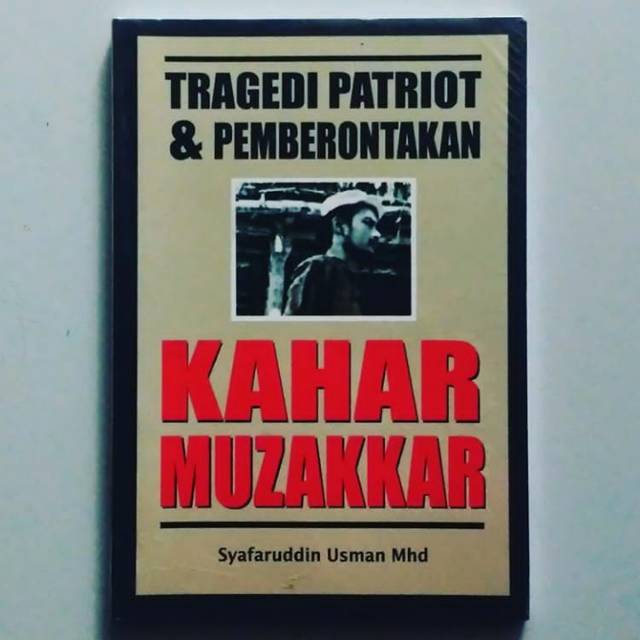 TRAGEDI PATRIOT
& PEMBERONTAKAN
KAHAR
MUZAKKAR
Syafaruddin Usman Mhd